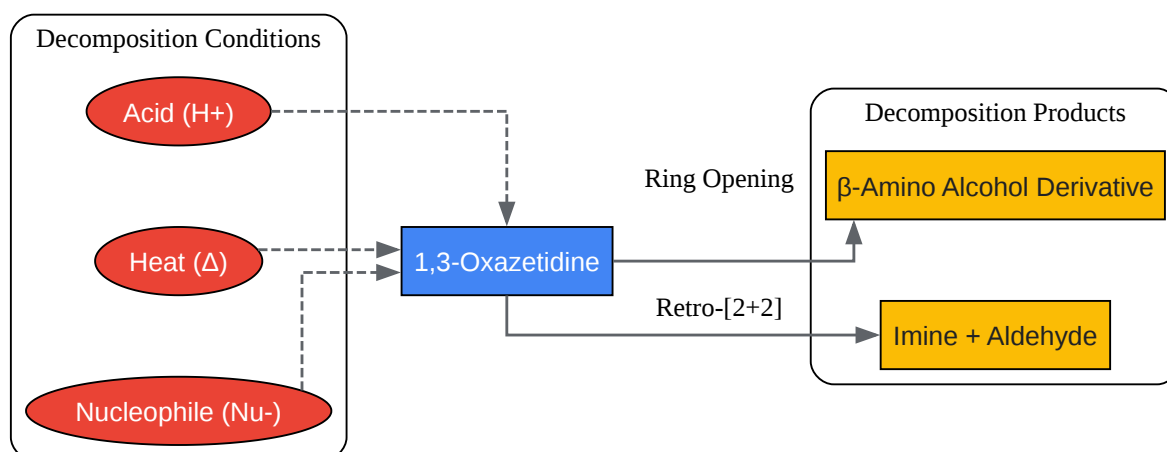 Decomposition Conditions
Acid (H+)
Heat (Δ)
Nucleophile (Nu-)
1,3-Oxazetidine
Ring Opening
Retro-[2+2]
Decomposition Products
β-Amino Alcohol Derivative
Imine + Aldehyde